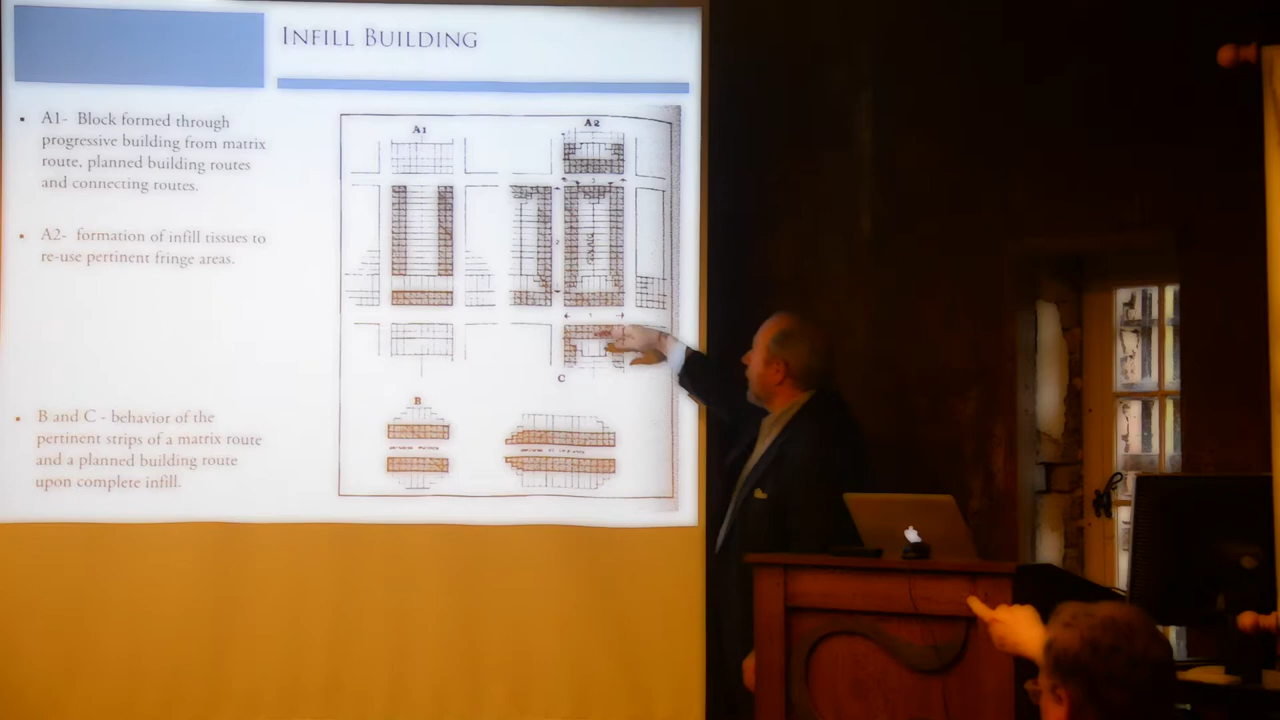 INFILL BUILDING
A1- Block formed through
progressive building from matrix
route, planned building routes
and connecting routes.
A2- formation of infill tissues to
re-use pertinent fringe areas.
B and C - behavior of the
pertinent strips of a matrix route
and a planned building route
upon complete infill.
A1
A2
C
B